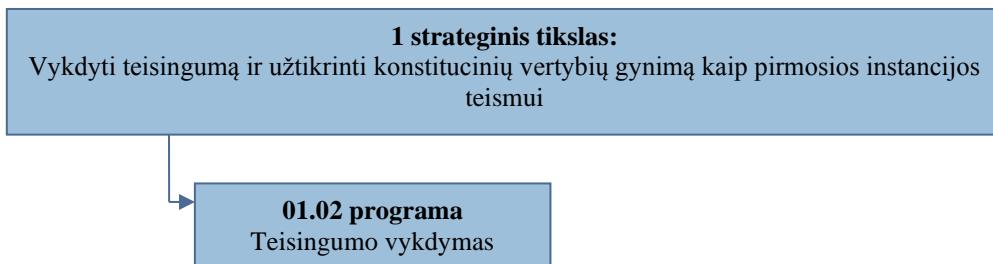 1 strateginis tikslas:
Vykdyti teisingumą ir užtikrinti konstitucinių vertybių gynimą kaip pirmosios instancijos
teismui
01.02 programa
Teisingumo vykdymas